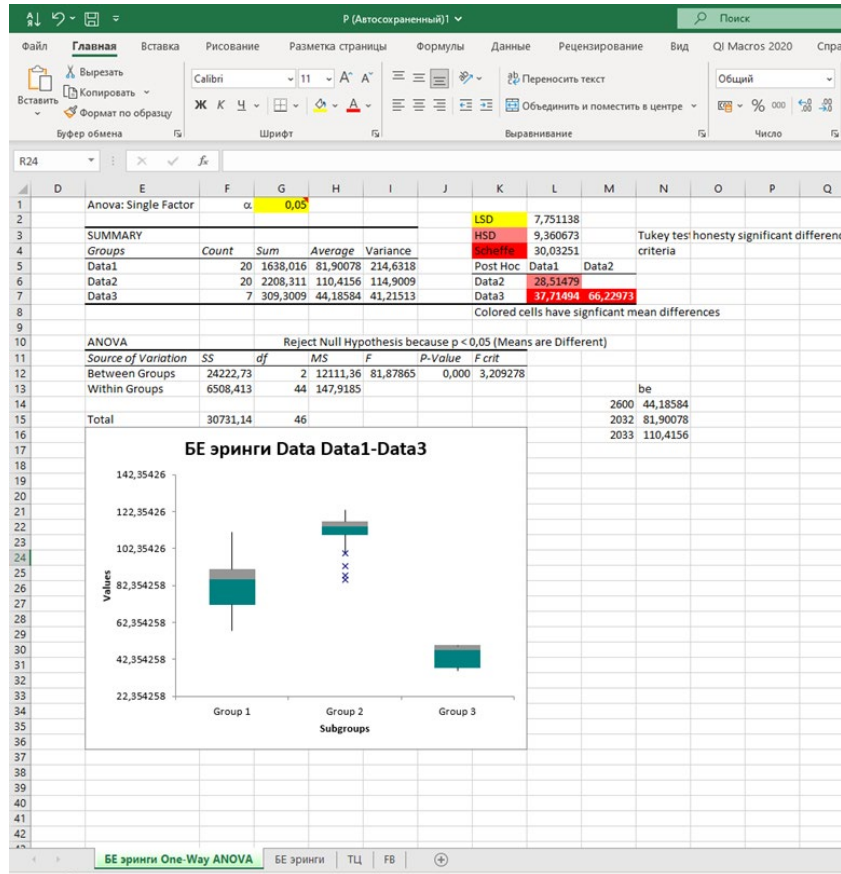 Р (Автосохраненный)1
Поиск
Файл Главная Вставка Рисование Разметка страницы Формулы Данные Рецензирование Вид QI Macros 2020 Спра
Вставить
Вырезать
Копировать
Формат по образцу
Буфер обмена
Calibri 11
Ж К Ч
Шрифт
Переносить текст
Объединить и поместить в центре
Выравнивание
Общий
% 000
Число
R24 fx
D E F G H I J K L M N O P Q
1 Anova: Single Factor α 0,05
2 LSD 7,751138
3 SUMMARY HSD 9,360673 Tukey test honesty significant differenc
4 Groups Count Sum Average Variance Scheffe 30,03251 criteria
5 Data1 20 1638,016 81,90078 214,6318 Post Hoc Data1 Data2
6 Data2 20 2208,311 110,4156 114,9009 Data2 28,51479
7 Data3 7 309,3009 44,18584 41,21513 Data3 37,71494 66,22973
8 Colored cells have signficant mean differences
9
10 ANOVA Reject Null Hypothesis because p < 0,05 (Means are Different)
11 Source of Variation SS df MS F P-Value F crit
12 Between Groups 24222,73 2 12111,36 81,87865 0,000 3,209278
13 Within Groups 6508,413 44 147,9185 be
14 2600 44,18584
15 Total 30731,14 46 2032 81,90078
16 2033 110,4156
17
18
19
20
21
22
23
24
25
26
27
28
29
30
31
32
33
34
35
36
37
38
39
40
41
42
БЕ эринги Data Data1-Data3
142,35426
122,35426
102,35426
82,354258
62,354258
42,354258
22,354258
Values
Group 1 Group 2 Group 3
Subgroups
БЕ эринги One-Way ANOVA БЕ эринги ТЦ FB